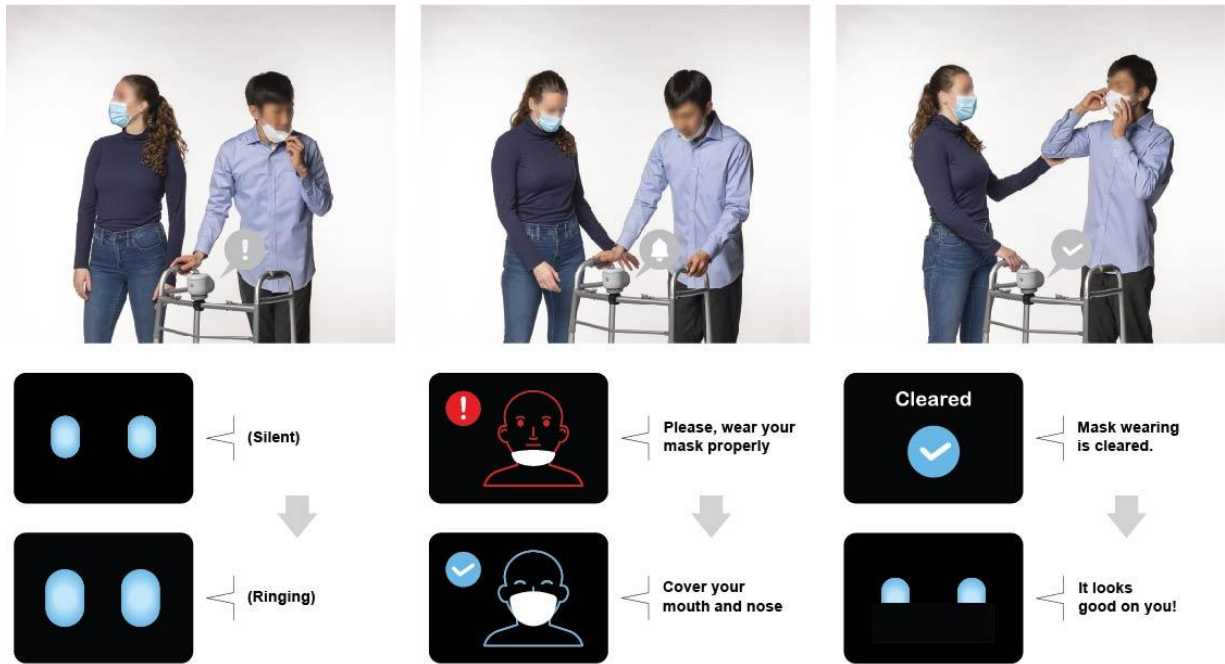 (Silent)
(Ringing)
Please, wear your
mask properly
Cover your
mouth and nose
Cleared
Mask wearing
is cleared.
It looks
good on you!